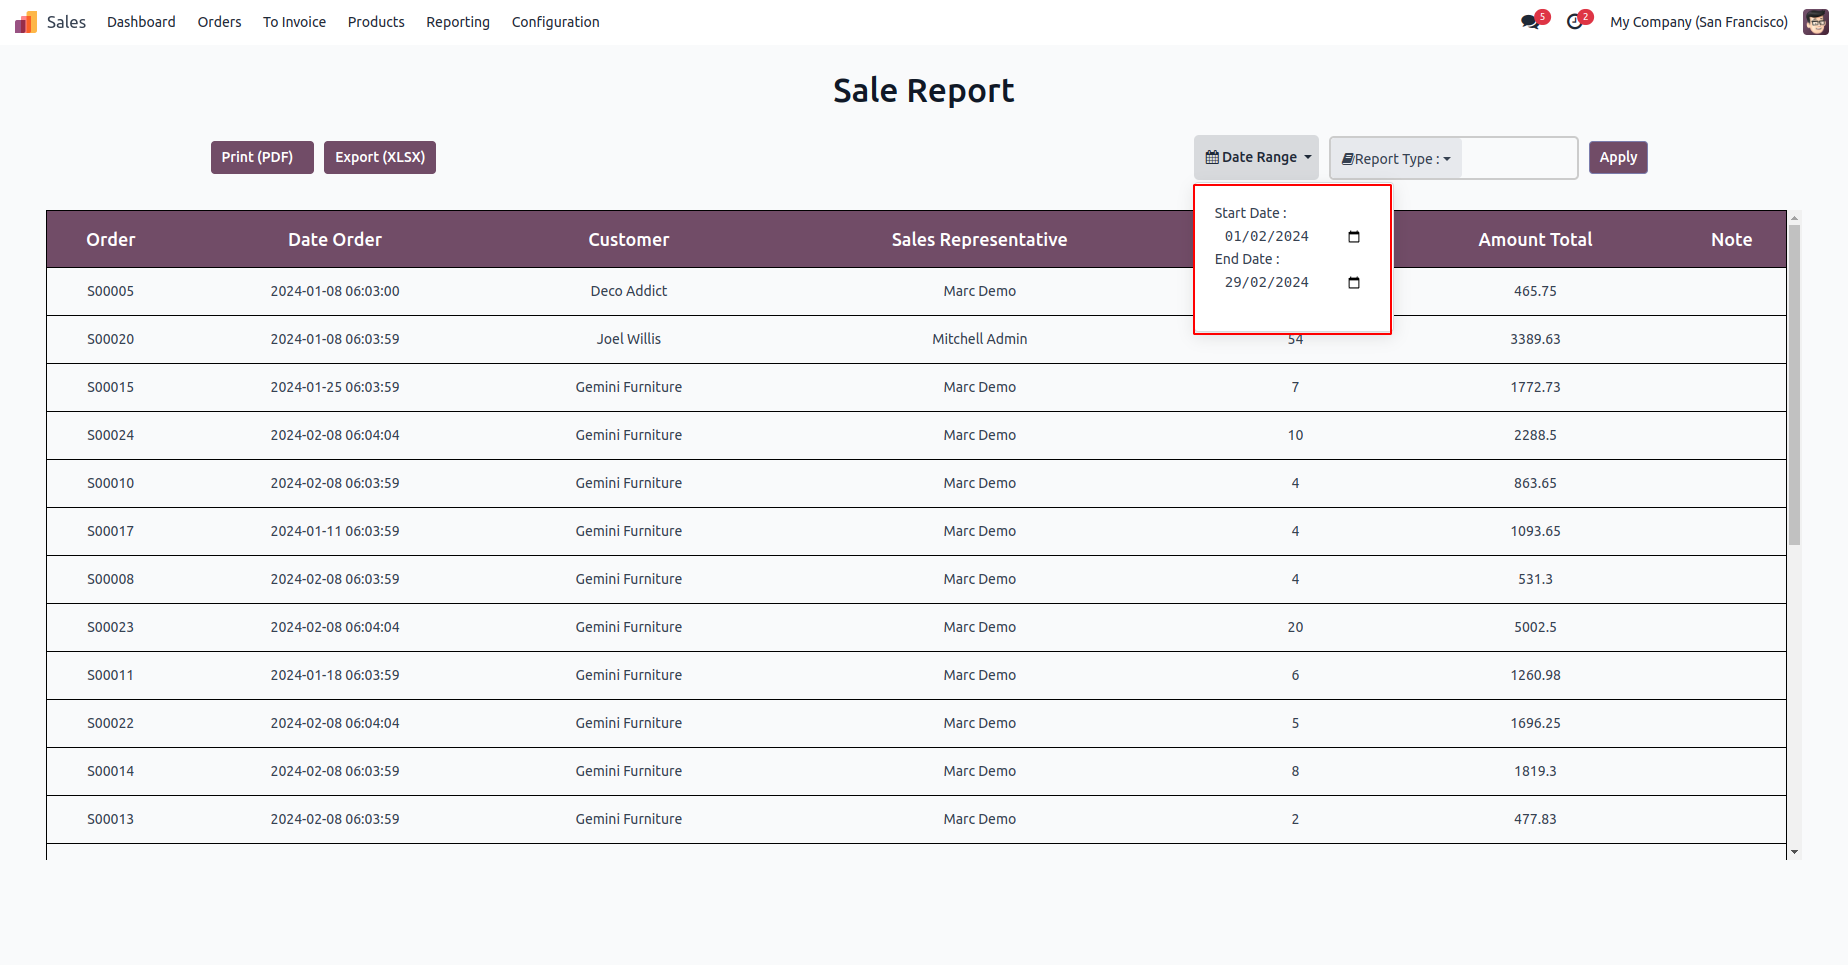 Sales Dashboard Orders To Invoice Products Reporting Configuration 5 2 My Company (San Francisco)
Sale Report
Print (PDF) Export (XLSX) Date Range Report Type : Apply
Start Date :
01/02/2024
End Date :
29/02/2024
Order Date Order Customer Sales Representative Amount Total Note
S00005 2024-01-08 06:03:00 Deco Addict Marc Demo 465.75
S00020 2024-01-08 06:03:59 Joel Willis Mitchell Admin 54 3389.63
S00015 2024-01-25 06:03:59 Gemini Furniture Marc Demo 7 1772.73
S00024 2024-02-08 06:04:04 Gemini Furniture Marc Demo 10 2288.5
S00010 2024-02-08 06:03:59 Gemini Furniture Marc Demo 4 863.65
S00017 2024-01-11 06:03:59 Gemini Furniture Marc Demo 4 1093.65
S00008 2024-02-08 06:03:59 Gemini Furniture Marc Demo 4 531.3
S00023 2024-02-08 06:04:04 Gemini Furniture Marc Demo 20 5002.5
S00011 2024-01-18 06:03:59 Gemini Furniture Marc Demo 6 1260.98
S00022 2024-02-08 06:04:04 Gemini Furniture Marc Demo 5 1696.25
S00014 2024-02-08 06:03:59 Gemini Furniture Marc Demo 8 1819.3
S00013 2024-02-08 06:03:59 Gemini Furniture Marc Demo 2 477.83